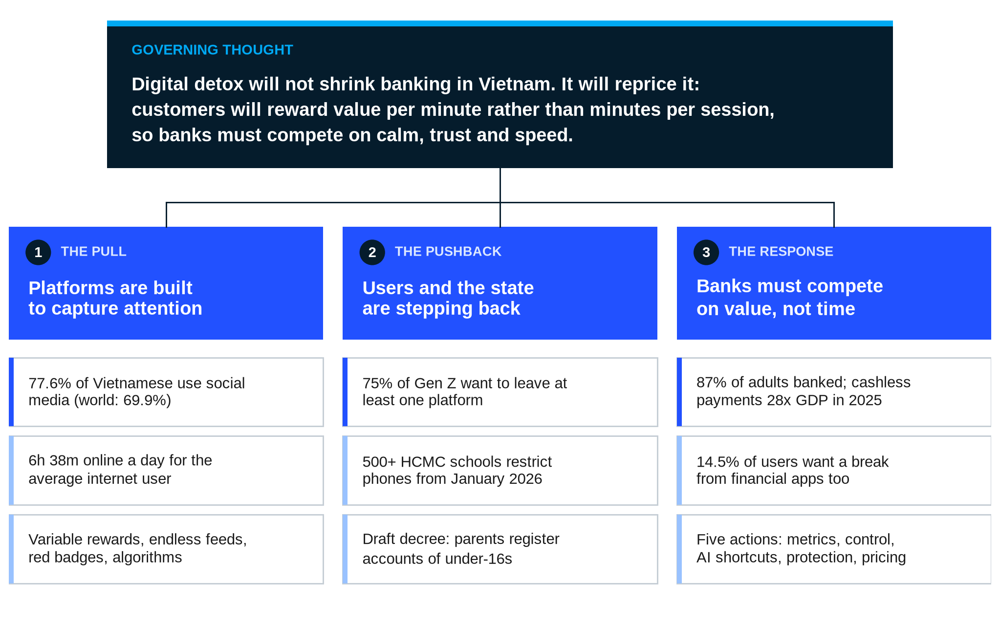 GOVERNING THOUGHT
Digital detox will not shrink banking in Vietnam. It will reprice it:
customers will reward value per minute rather than minutes per session,
so banks must compete on calm, trust and speed.
1 THE PULL
Platforms are built
to capture attention
77.6% of Vietnamese use social
media (world: 69.9%)
6h 38m online a day for the
average internet user
Variable rewards, endless feeds,
red badges, algorithms
2 THE PUSHBACK
Users and the state
are stepping back
75% of Gen Z want to leave at
least one platform
500+ HCMC schools restrict
phones from January 2026
Draft decree: parents register
accounts of under-16s
3 THE RESPONSE
Banks must compete
on value, not time
87% of adults banked; cashless
payments 28x GDP in 2025
14.5% of users want a break
from financial apps too
Five actions: metrics, control,
AI shortcuts, protection, pricing